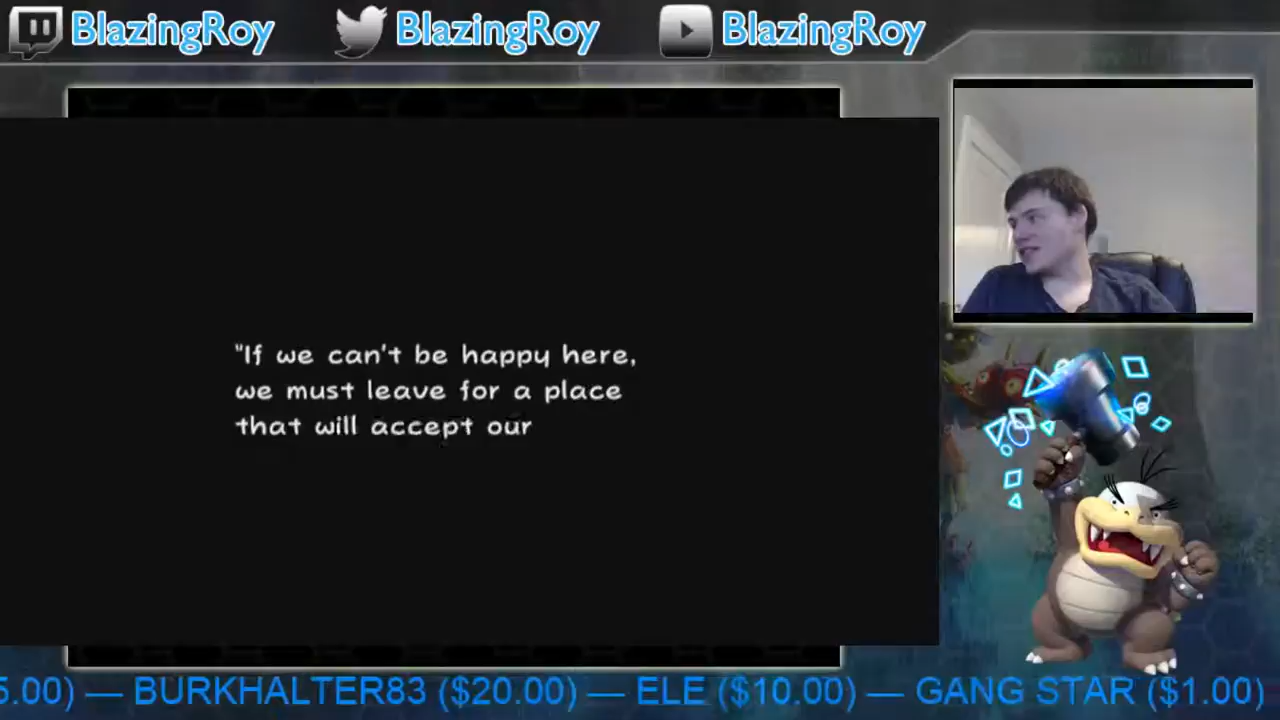 BlazingRoy BlazingRoy BlazingRoy
"If we can't be happy here,
we must leave for a place
that will accept our
5.00) — BURKHALTER83 ($20.00) — ELE ($10.00) — GANG STAR ($1.00)